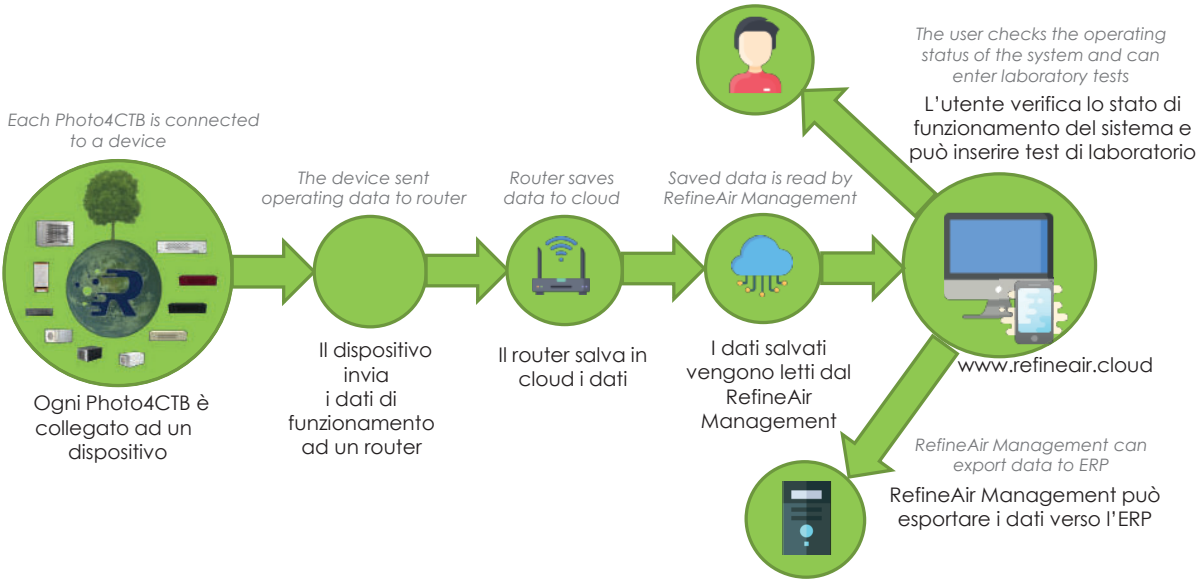 Each Photo4CTB is connected
to a device
Ogni Photo4CTB è
collegato ad un
dispositivo
The device sent
operating data to router
Il dispositivo
invia
i dati di
funzionamento
ad un router
Router saves
data to cloud
Il router salva in
cloud i dati
Saved data is read by
RefineAir Management
I dati salvati
vengono letti dal
RefineAir
Management
The user checks the operating
status of the system and can
enter laboratory tests
L'utente verifica lo stato di
funzionamento del sistema e
può inserire test di laboratorio
www.refineair.cloud
RefineAir Management can
export data to ERP
RefineAir Management può
esportare i dati verso l'ERP